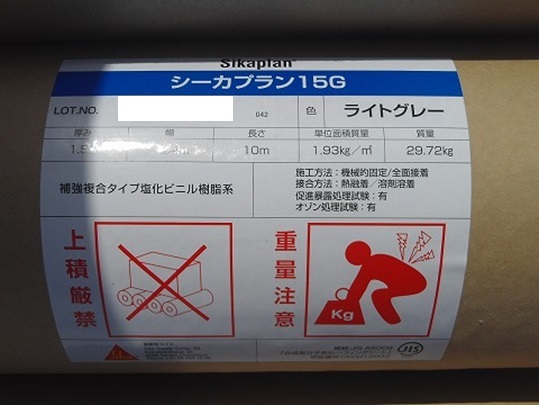 Sikaplan
シーカプラン15G
LOT.NO. 042 色 ライトグレー
厚み 幅 長さ 単位面積質量 質量
10m 1.93kg／㎡ 29.72kg
補強複合タイプ塩化ビニル樹脂系
施工方法：機械的固定/全面接着
接合方法：熱融着／溶剤溶着
促進暴露処理試験：有
オゾン処理試験：有
上積厳禁
重量注意
Kg
JIS